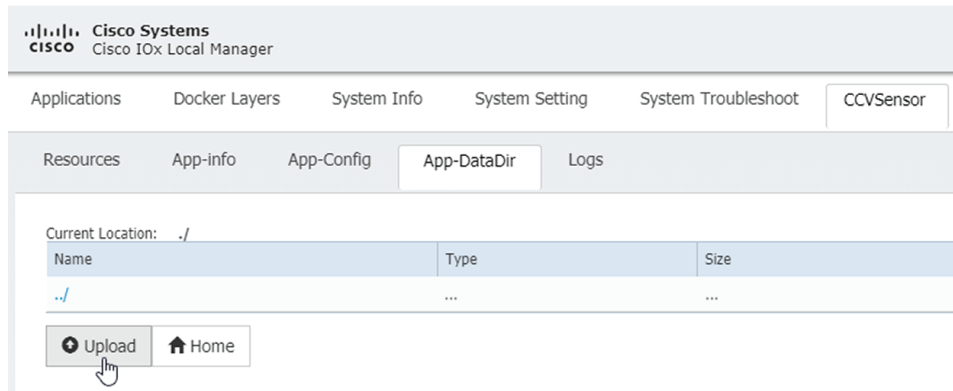 Cisco Systems
CISCO Cisco IOx Local Manager
Applications Docker Layers System Info System Setting System Troubleshoot CCVSensor
Resources App-info App-Config App-DataDir Logs
Current Location: ./
Name Type Size
../ ... ...
Upload Home